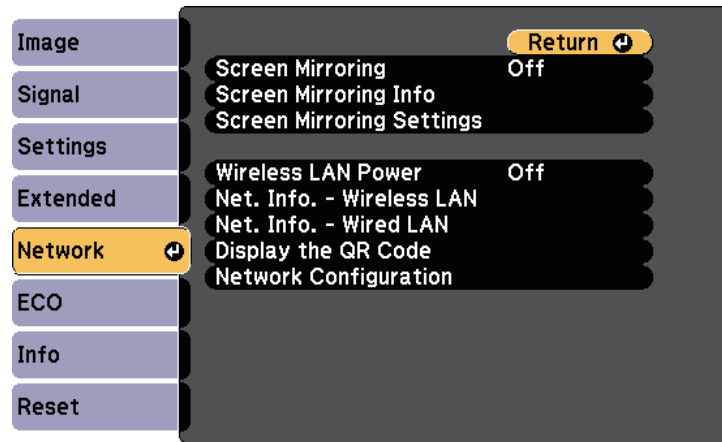 Image
Signal
Settings
Extended
Network
ECO
Info
Reset
Return
Screen Mirroring Off
Screen Mirroring Info
Screen Mirroring Settings
Wireless LAN Power Off
Net. Info. - Wireless LAN
Net. Info. - Wired LAN
Display the QR Code
Network Configuration